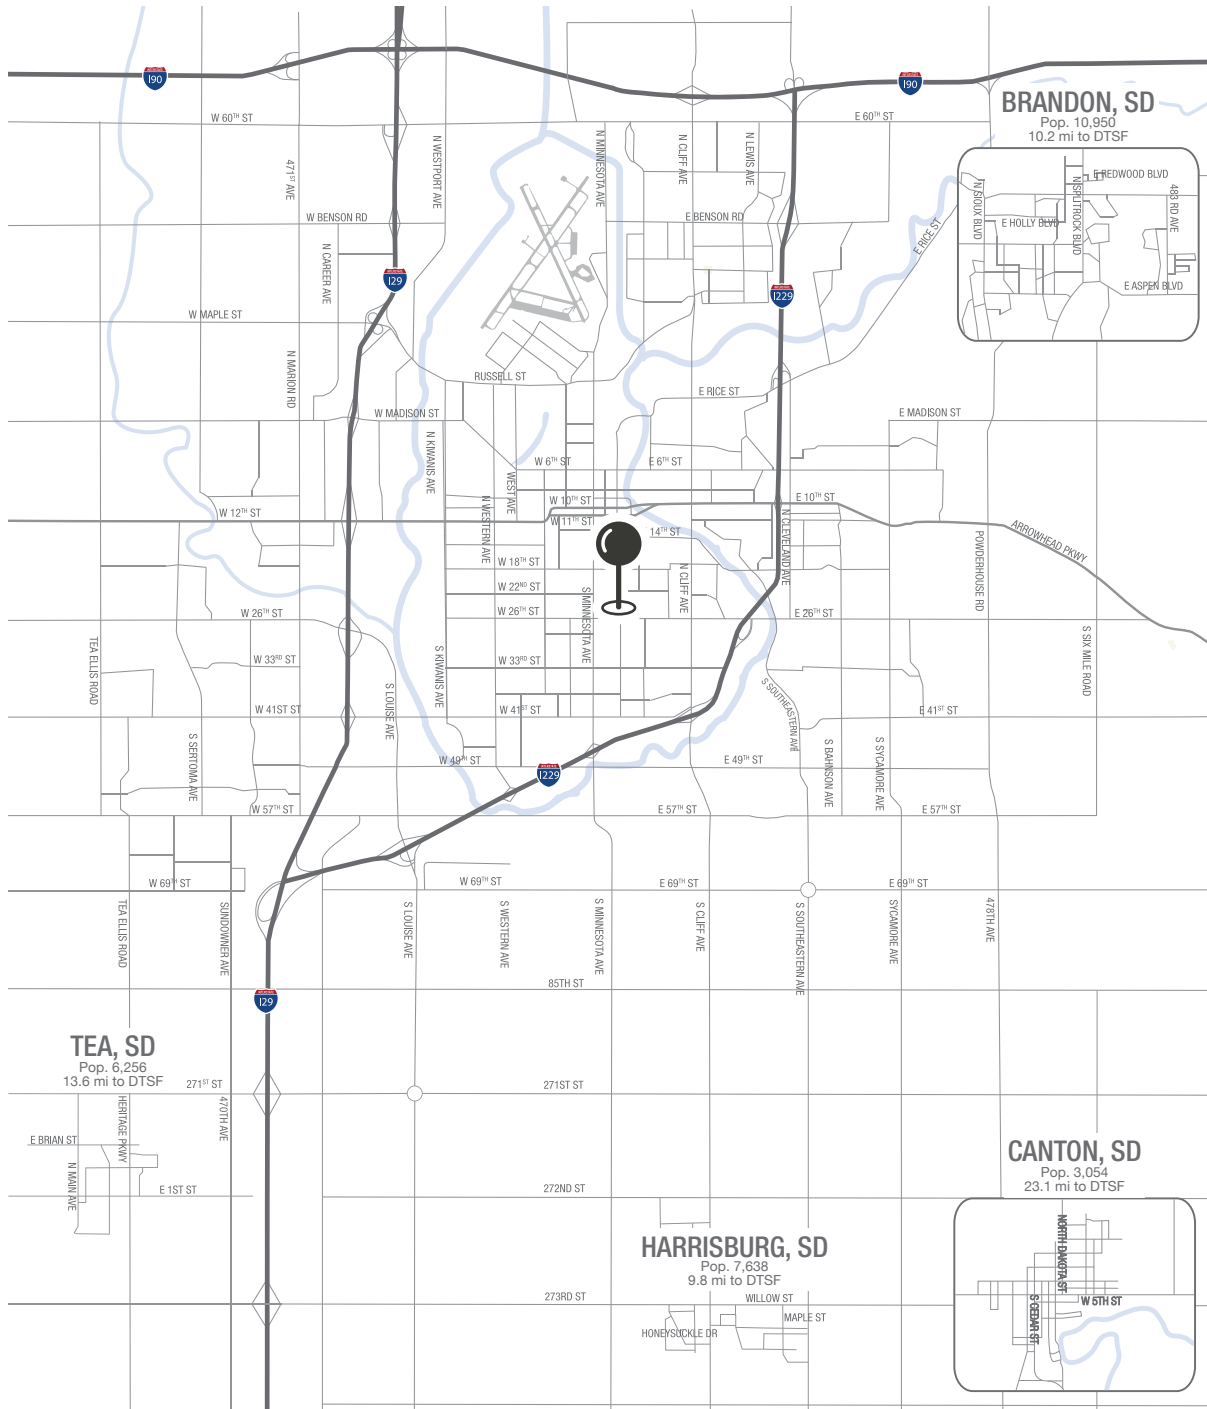 I90
I90
BRANDON, SD
Pop. 10,950
10.2 mi to DTSF
W 60TH ST
E 60TH ST
N WESTPORT AVE
N MINNESOTA AVE
N CLIFF AVE
N LEWIS AVE
471ST AVE
E REDWOOD BLVD
N SIOUX BLVD
N SPLITROCK BLVD
483 RD AVE
E HOLLY BLVD
E ASPEN BLVD
W BENSON RD
E BENSON RD
E RICE ST
N CAREER AVE
I29
I229
W MAPLE ST
N MARION RD
RUSSELL ST
E RICE ST
W MADISON ST
E MADISON ST
N KIWANIS AVE
W 6TH ST
E 6TH ST
WEST AVE
N WESTERN AVE
W 10TH ST
E 10TH ST
W 12TH ST
W 11TH ST
14TH ST
N CLEVELAND AVE
ARROWHEAD PKWY
POWDERHOUSE RD
W 18TH ST
N CLIFF AVE
W 22ND ST
S MINNESOTA AVE
W 26TH ST
W 26TH ST
E 26TH ST
TEA ELLIS ROAD
S SIX MILE ROAD
W 33RD ST
S KIWANIS AVE
W 33RD ST
S LOUISE AVE
S SOUTHEASTERN AVE
W 41ST ST
W 41ST ST
E 41ST ST
S SERTOMA AVE
S BAHNSON AVE
S SYCAMORE AVE
W 49TH ST
E 49TH ST
I229
W 57TH ST
E 57TH ST
E 57TH ST
W 69TH ST
W 69TH ST
E 69TH ST
E 69TH ST
TEA ELLIS ROAD
SUNDOWNER AVE
S LOUISE AVE
S WESTERN AVE
S MINNESOTA AVE
S CLIFF AVE
S SOUTHEASTERN AVE
SYCAMORE AVE
478TH AVE
85TH ST
I29
TEA, SD
Pop. 6,256
13.6 mi to DTSF
271ST ST
271ST ST
HERITAGE PKWY
470TH AVE
E BRIAN ST
N MAIN AVE
E 1ST ST
272ND ST
CANTON, SD
Pop. 3,054
23.1 mi to DTSF
NORTH DAKOTA ST
S CEDAR ST
W 5TH ST
HARRISBURG, SD
Pop. 7,638
9.8 mi to DTSF
273RD ST
WILLOW ST
MAPLE ST
HONEYSUCKLE DR